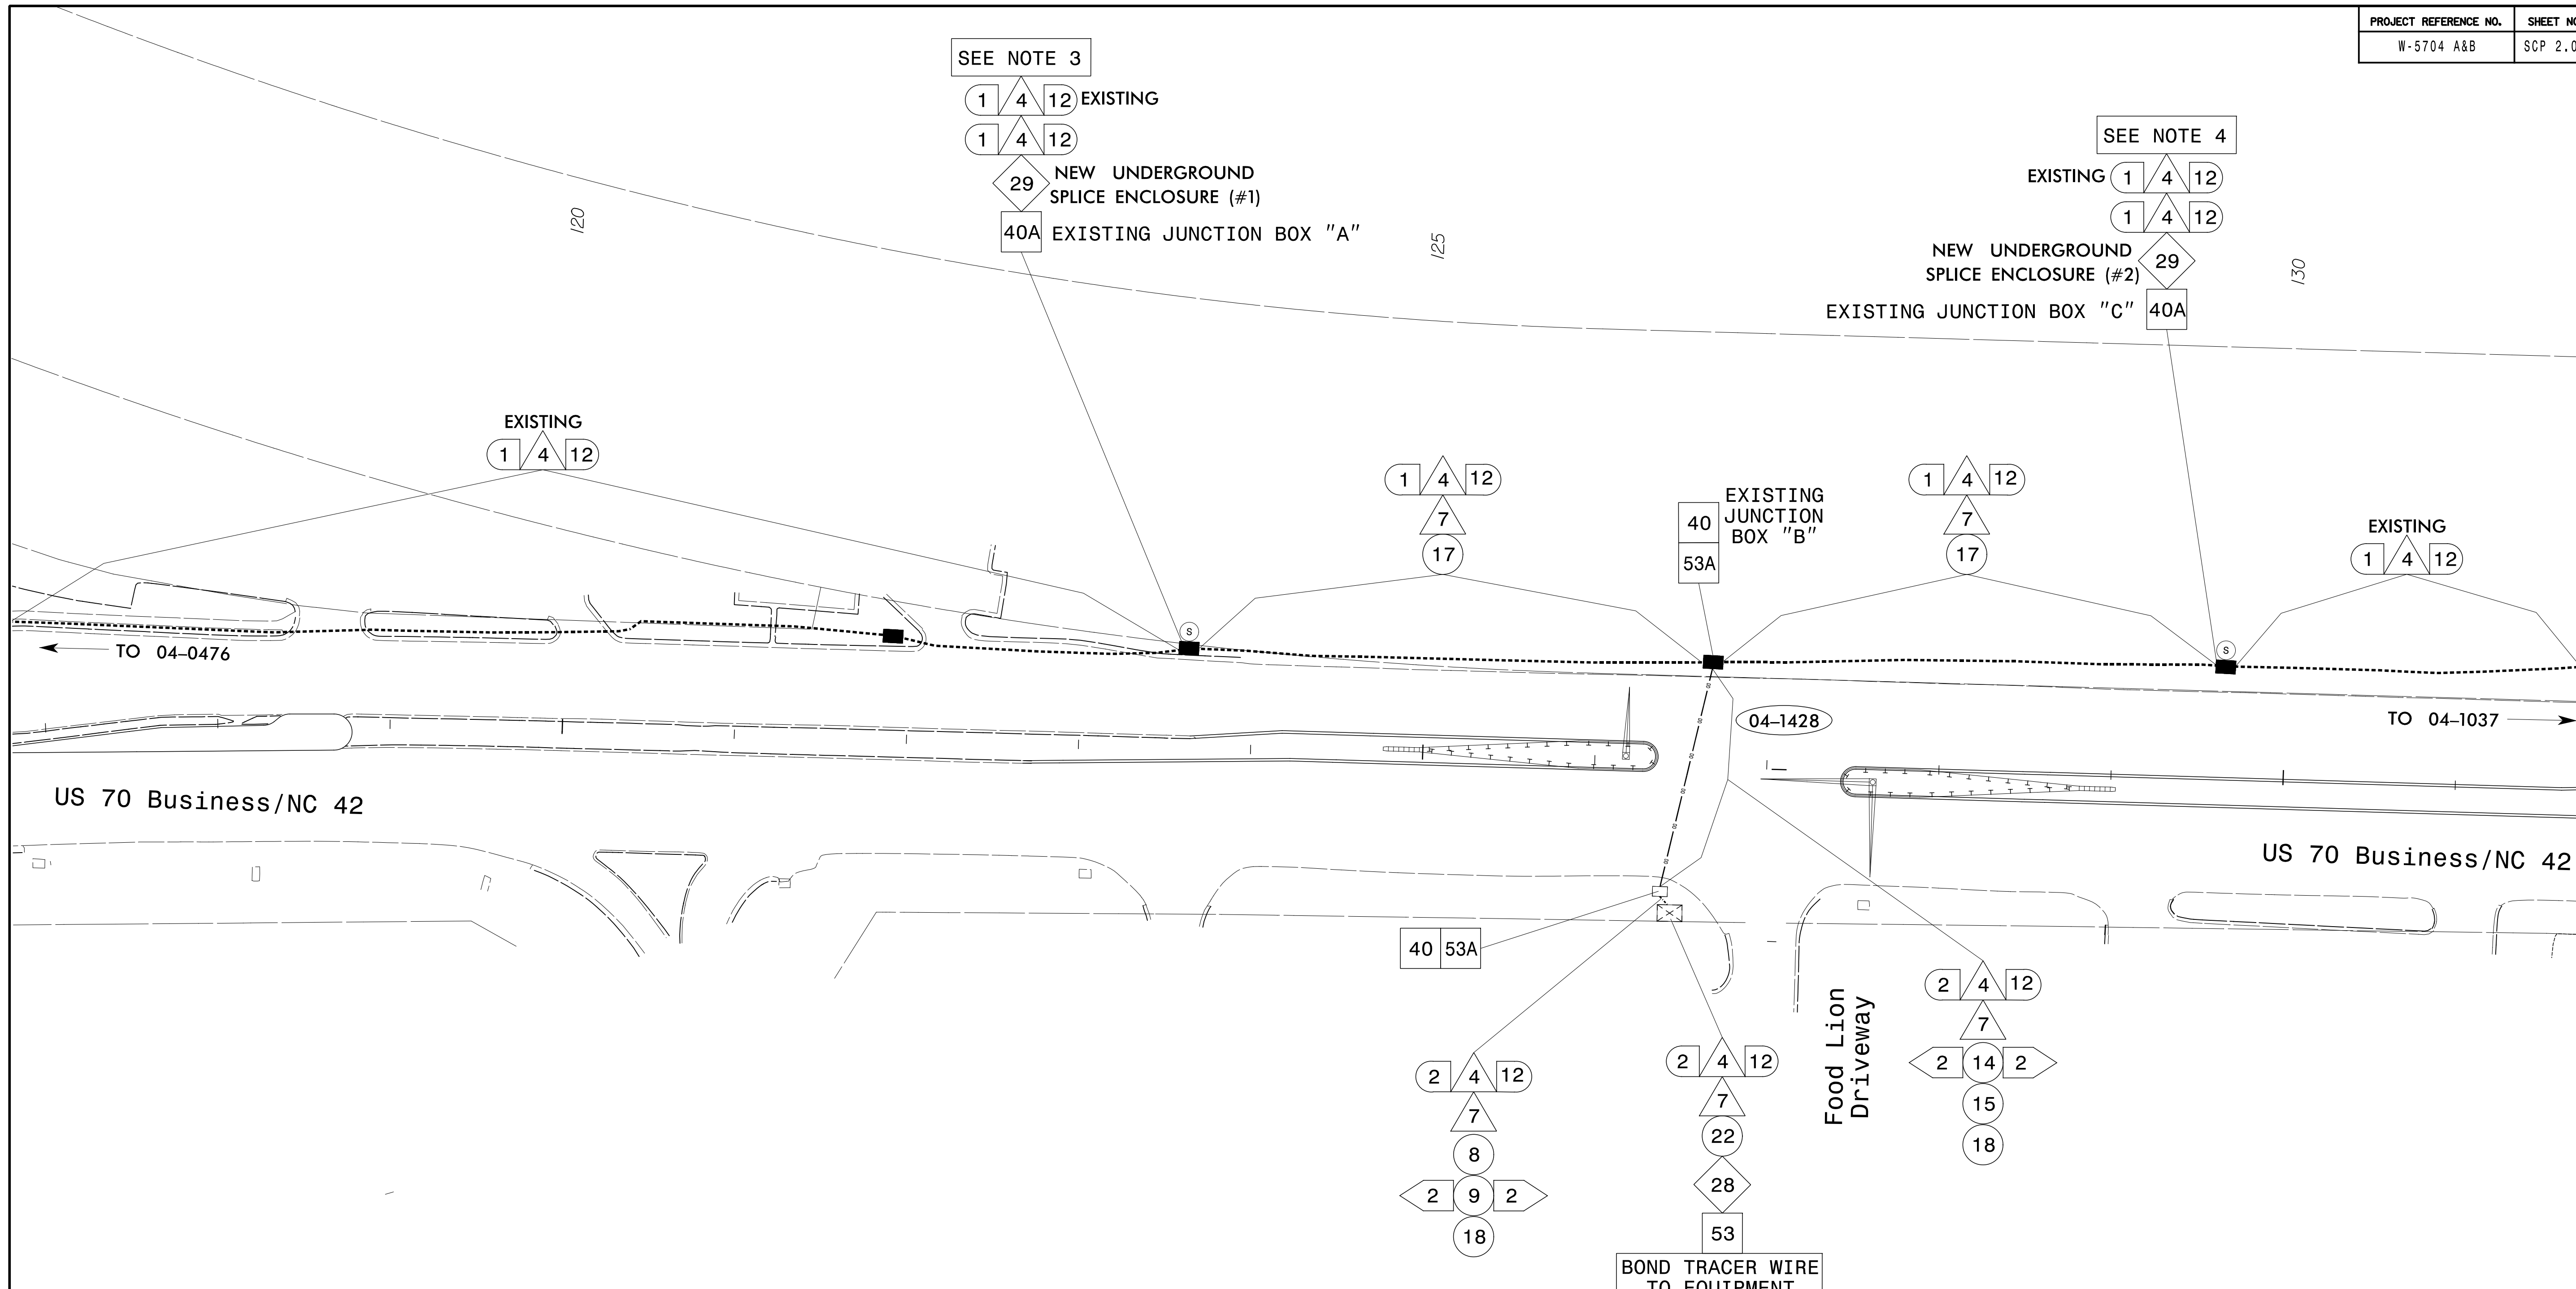 PROJECT REFERENCE NO.
W-5704 A&B
SEE NOTE 3
1 4 12 EXISTING
1 4 12
29 NEW UNDERGROUND
SPLICE ENCLOSURE (#1)
40A EXISTING JUNCTION BOX "A"
SEE NOTE 4
EXISTING 1 4 12
1 4 12
NEW UNDERGROUND 29
SPLICE ENCLOSURE (#2)
EXISTING JUNCTION BOX "C" 40A
120
125
130
EXISTING
1 4 12
1 4 12
7
17
40 EXISTING
JUNCTION
53A BOX "B"
1 4 12
7
17
EXISTING
1 4 12
S
S
TO 04-0476
04-1428
TO 04-1037
US 70 Business/NC 42
US 70 Business/NC 42
40 53A
2 4 12
7
8
2 9 2
18
2 4 12
7
22
28
53
BOND TRACER WIRE
TO EQUIPMENT
Food Lion
Driveway
2 4 12
7
2 14 2
15
18